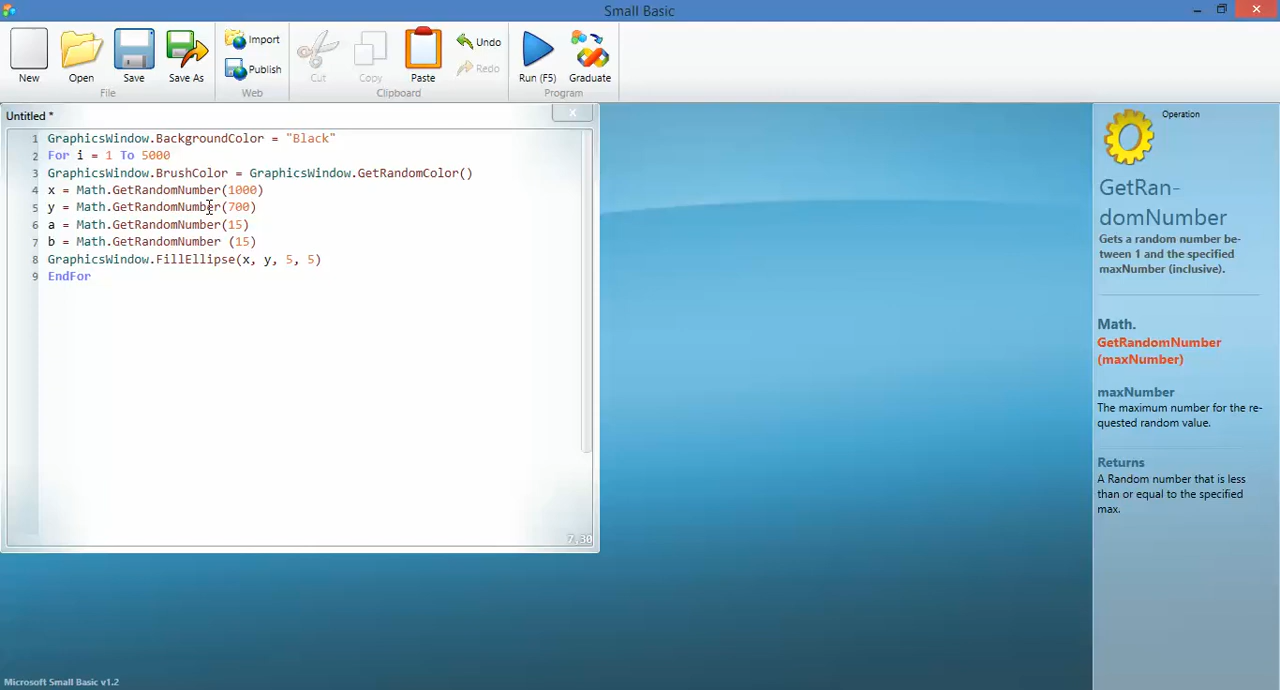 Small Basic
New
Open
Save
Save As
File
Import
Publish
Web
Cut
Copy
Paste
Undo
Redo
Clipboard
Run (F5)
Graduate
Program
Untitled *
1 GraphicsWindow.BackgroundColor = "Black"
2 For i = 1 To 5000
3 GraphicsWindow.BrushColor = GraphicsWindow.GetRandomColor()
4 x = Math.GetRandomNumber(1000)
5 y = Math.GetRandomNumber(700)
6 a = Math.GetRandomNumber(15)
7 b = Math.GetRandomNumber (15)
8 GraphicsWindow.FillEllipse(x, y, 5, 5)
9 EndFor
7,30
Operation
GetRan-
domNumber
Gets a random number be-
tween 1 and the specified
maxNumber (inclusive).
Math.
GetRandomNumber
(maxNumber)
maxNumber
The maximum number for the re-
quested random value.
Returns
A Random number that is less
than or equal to the specified
max.
Microsoft Small Basic v1.2